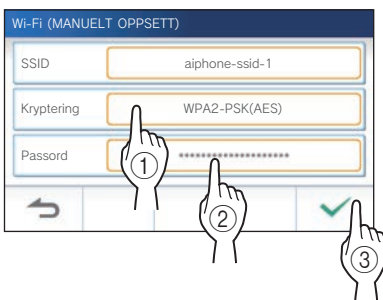 Wi-Fi (MANUELT OPPSETT)
SSID aiphone-ssid-1
Kryptering WPA2-PSK(AES)
Passord ********************
1
2
3